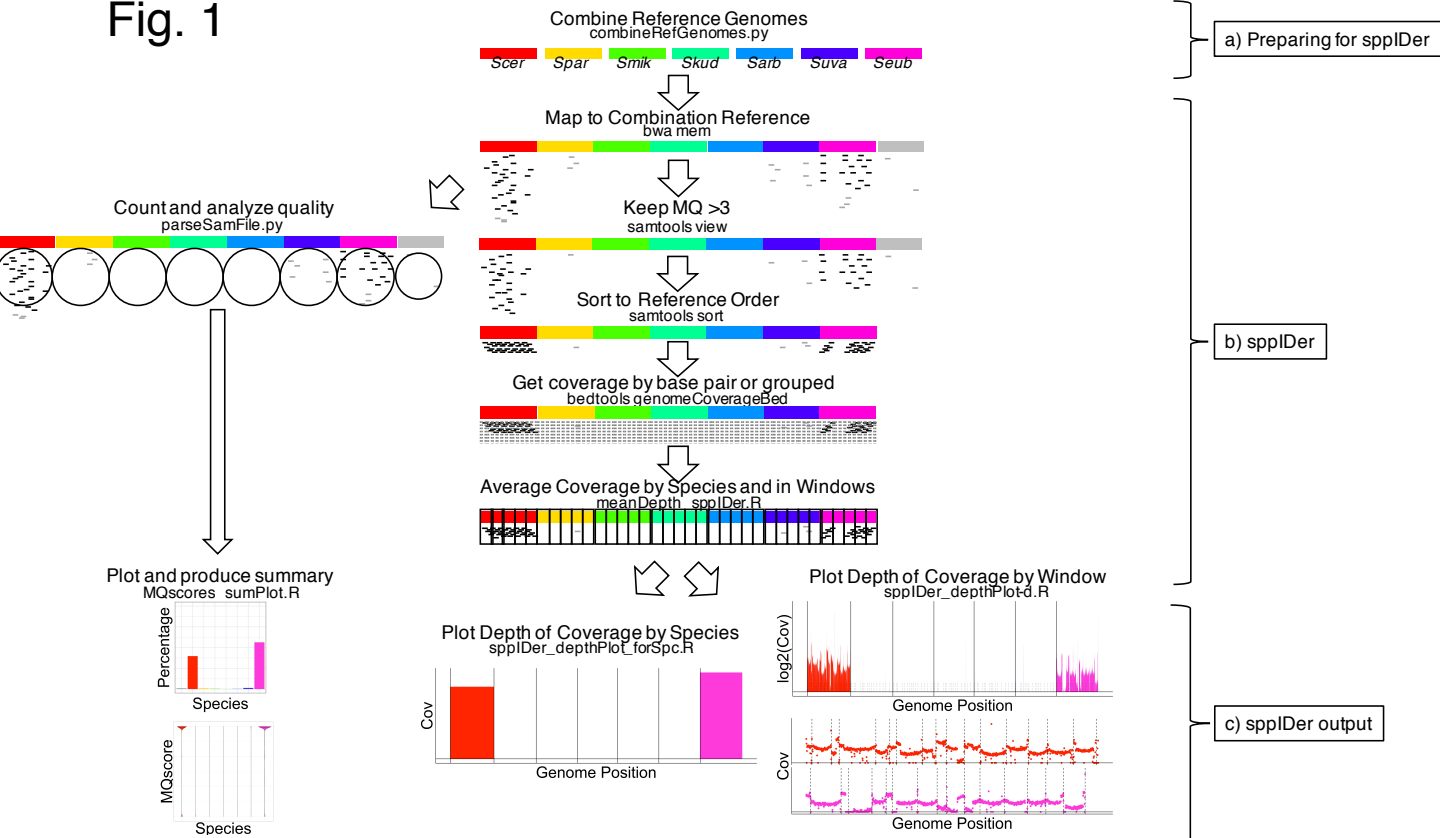 Fig. 1
Combine Reference Genomes
combineRefGenomes.py
Scer Spar Smik Skud Sarb Suva Seub
a) Preparing for sppIDer
Map to Combination Reference
bwa mem
Count and analyze quality
parseSamFile.py
Keep MQ >3
samtools view
Sort to Reference Order
samtools sort
b) sppIDer
Get coverage by base pair or grouped
bedtools genomeCoverageBed
Average Coverage by Species and in Windows
meanDepth_sppIDer.R
Plot and produce summary
MQscores_sumPlot.R
Percentage
Species
MQscore
Species
Plot Depth of Coverage by Species
sppIDer_depthPlot_forSpc.R
Cov
Genome Position
Plot Depth of Coverage by Window
sppIDer_depthPlot-d.R
log2(Cov)
Genome Position
Cov
Genome Position
c) sppIDer output